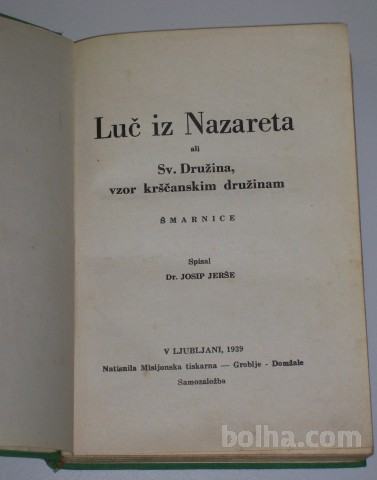 Luč iz Nazareta
ali
Sv. Družina,
vzor krščanskim družinam
ŠMARNICE
Spisal
Dr. JOSIP JERŠE
V LJUBLJANI, 1939
Natisnila Misijonska tiskarna — Groblje - Domžale
Samozaložba
bolha.com